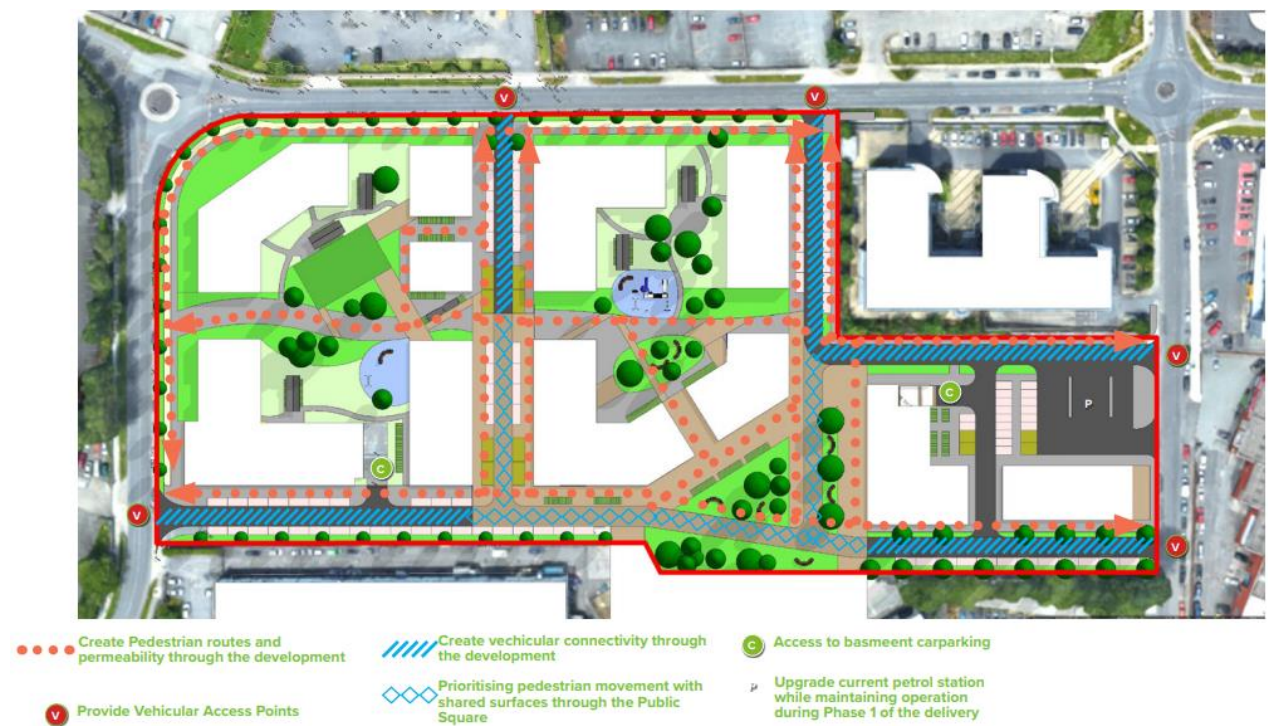 V
V
V
C
P
C
V
V
Create Pedestrian routes and
permeability through the development
Create vechicular connectivity through
the development
C
Access to basmeent carparking
V
Provide Vehicular Access Points
Prioritising pedestrian movement with
shared surfaces through the Public
Square
P
Upgrade current petrol station
while maintaining operation
during Phase 1 of the delivery